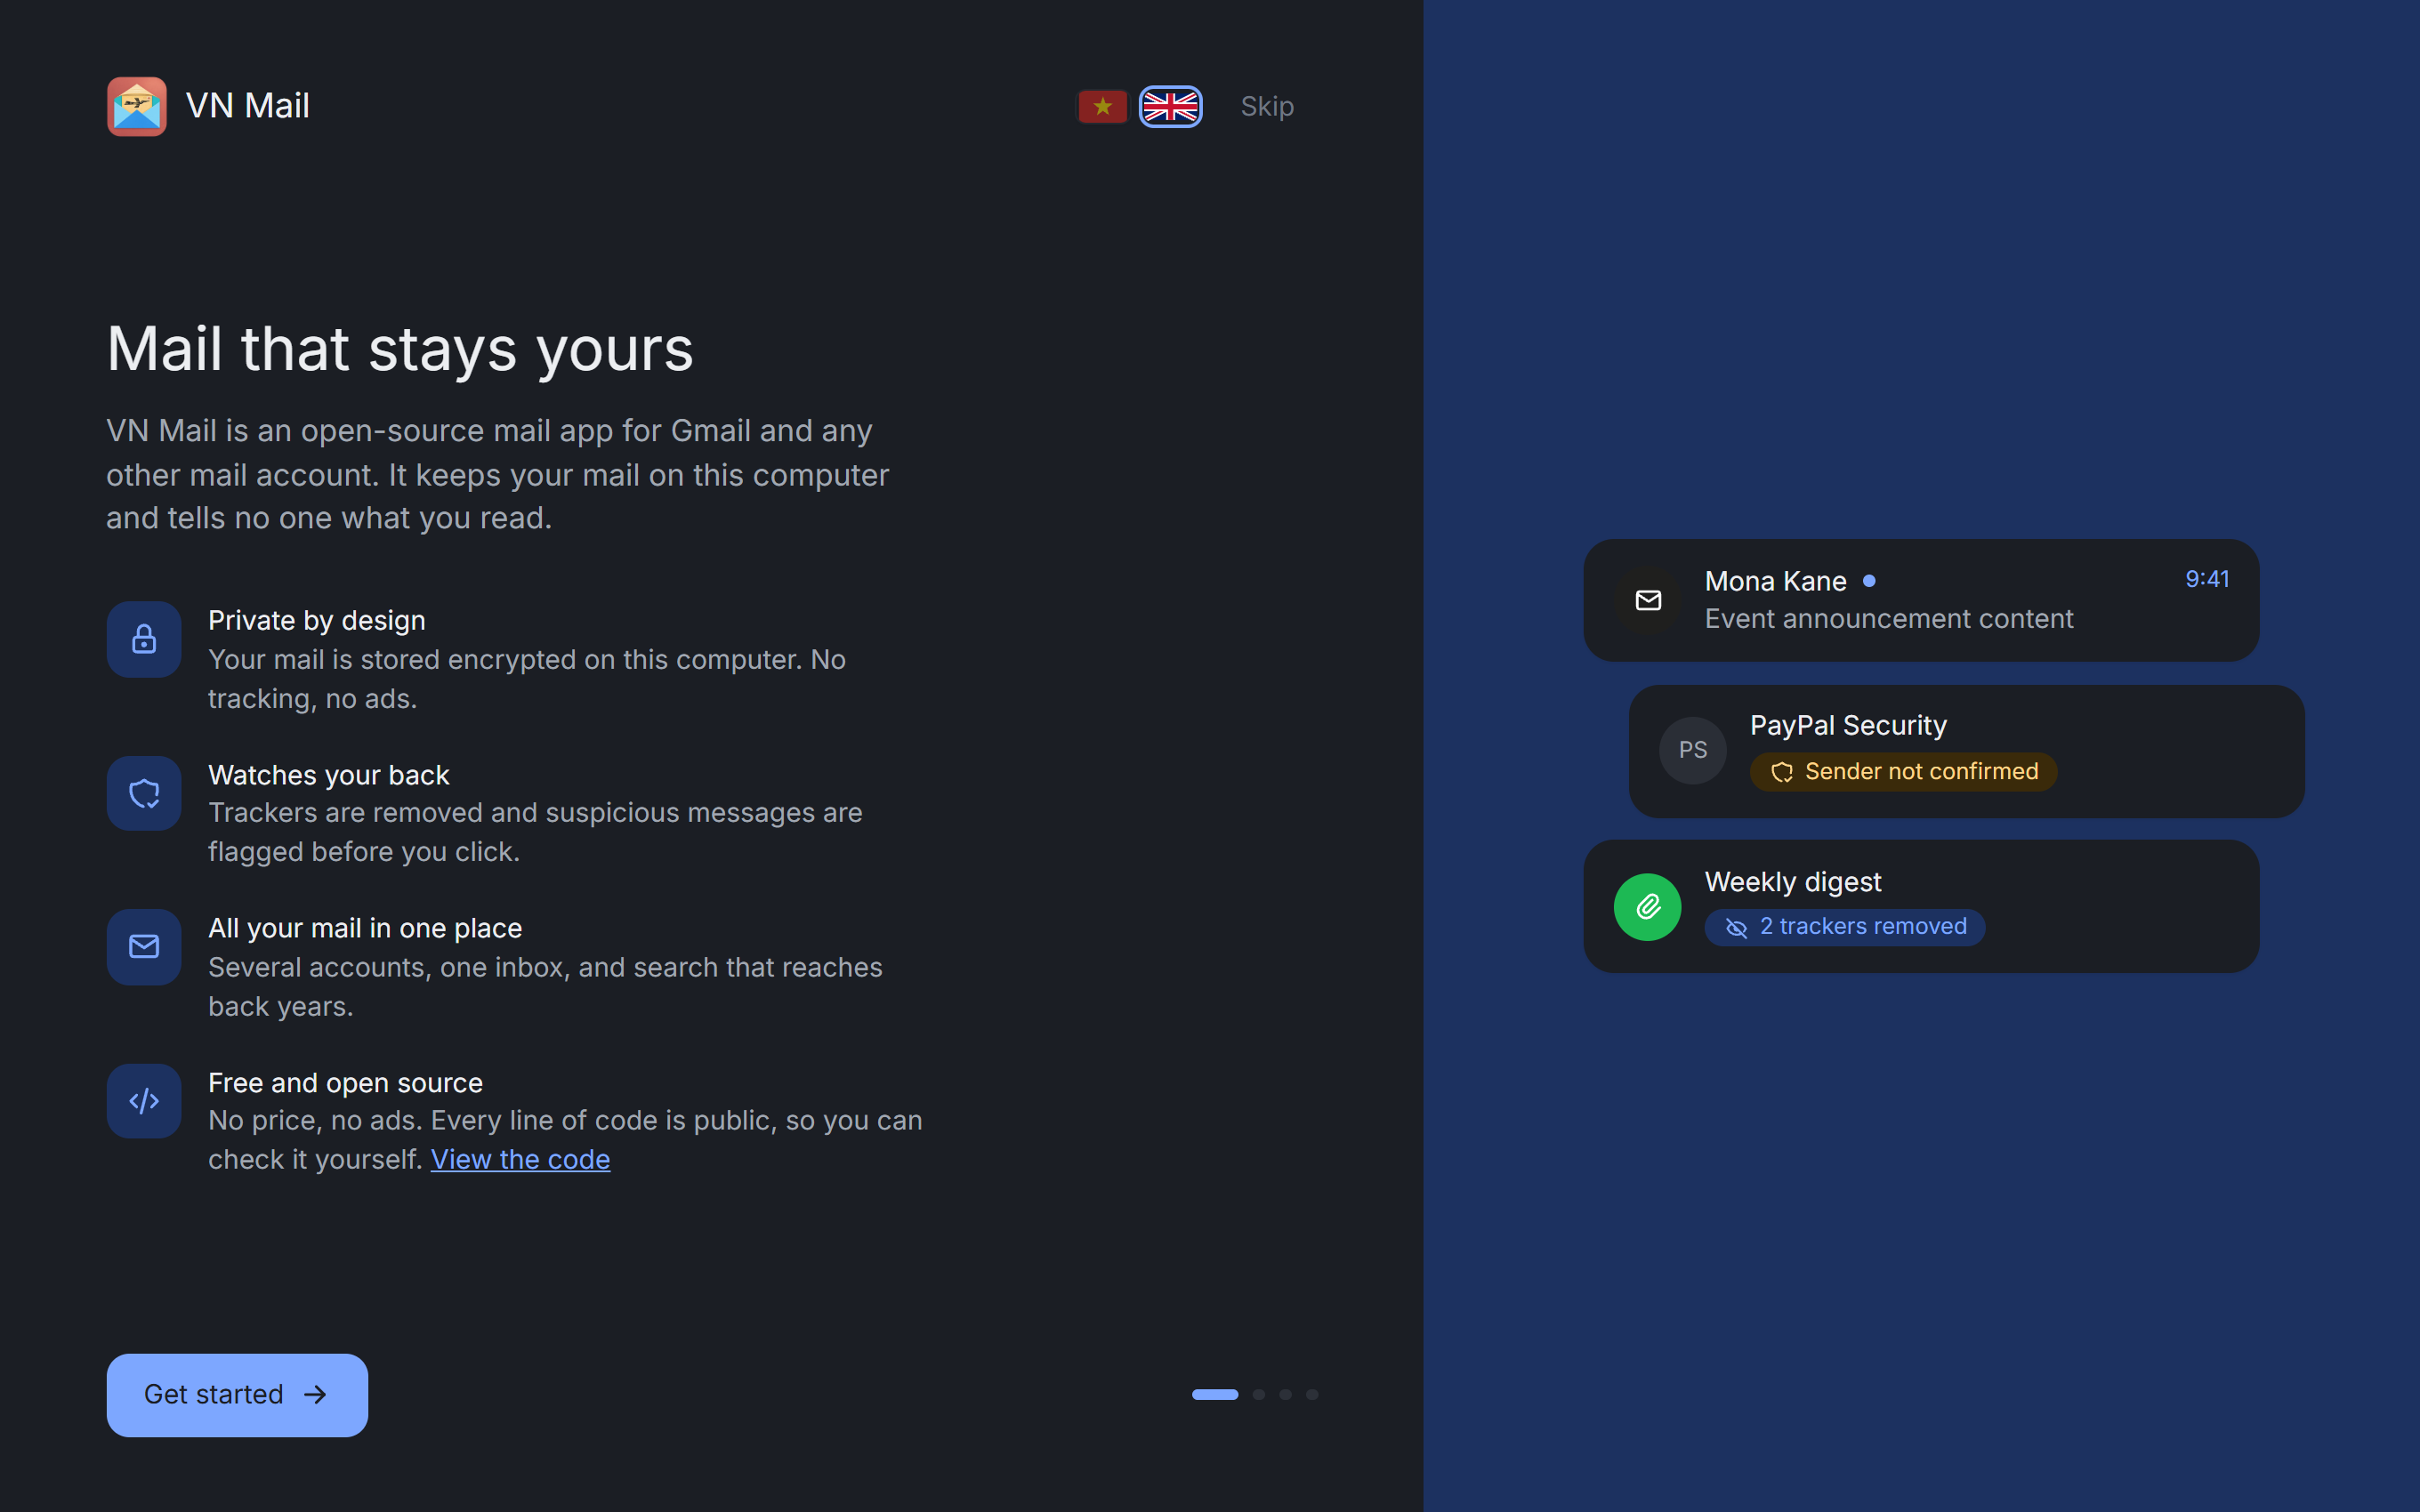 VN Mail
Skip
Mail that stays yours
VN Mail is an open-source mail app for Gmail and any
other mail account. It keeps your mail on this computer
and tells no one what you read.
Private by design
Your mail is stored encrypted on this computer. No
tracking, no ads.
Watches your back
Trackers are removed and suspicious messages are
flagged before you click.
All your mail in one place
Several accounts, one inbox, and search that reaches
back years.
Free and open source
No price, no ads. Every line of code is public, so you can
check it yourself. View the code
Get started
Mona Kane
9:41
Event announcement content
PS
PayPal Security
Sender not confirmed
Weekly digest
2 trackers removed